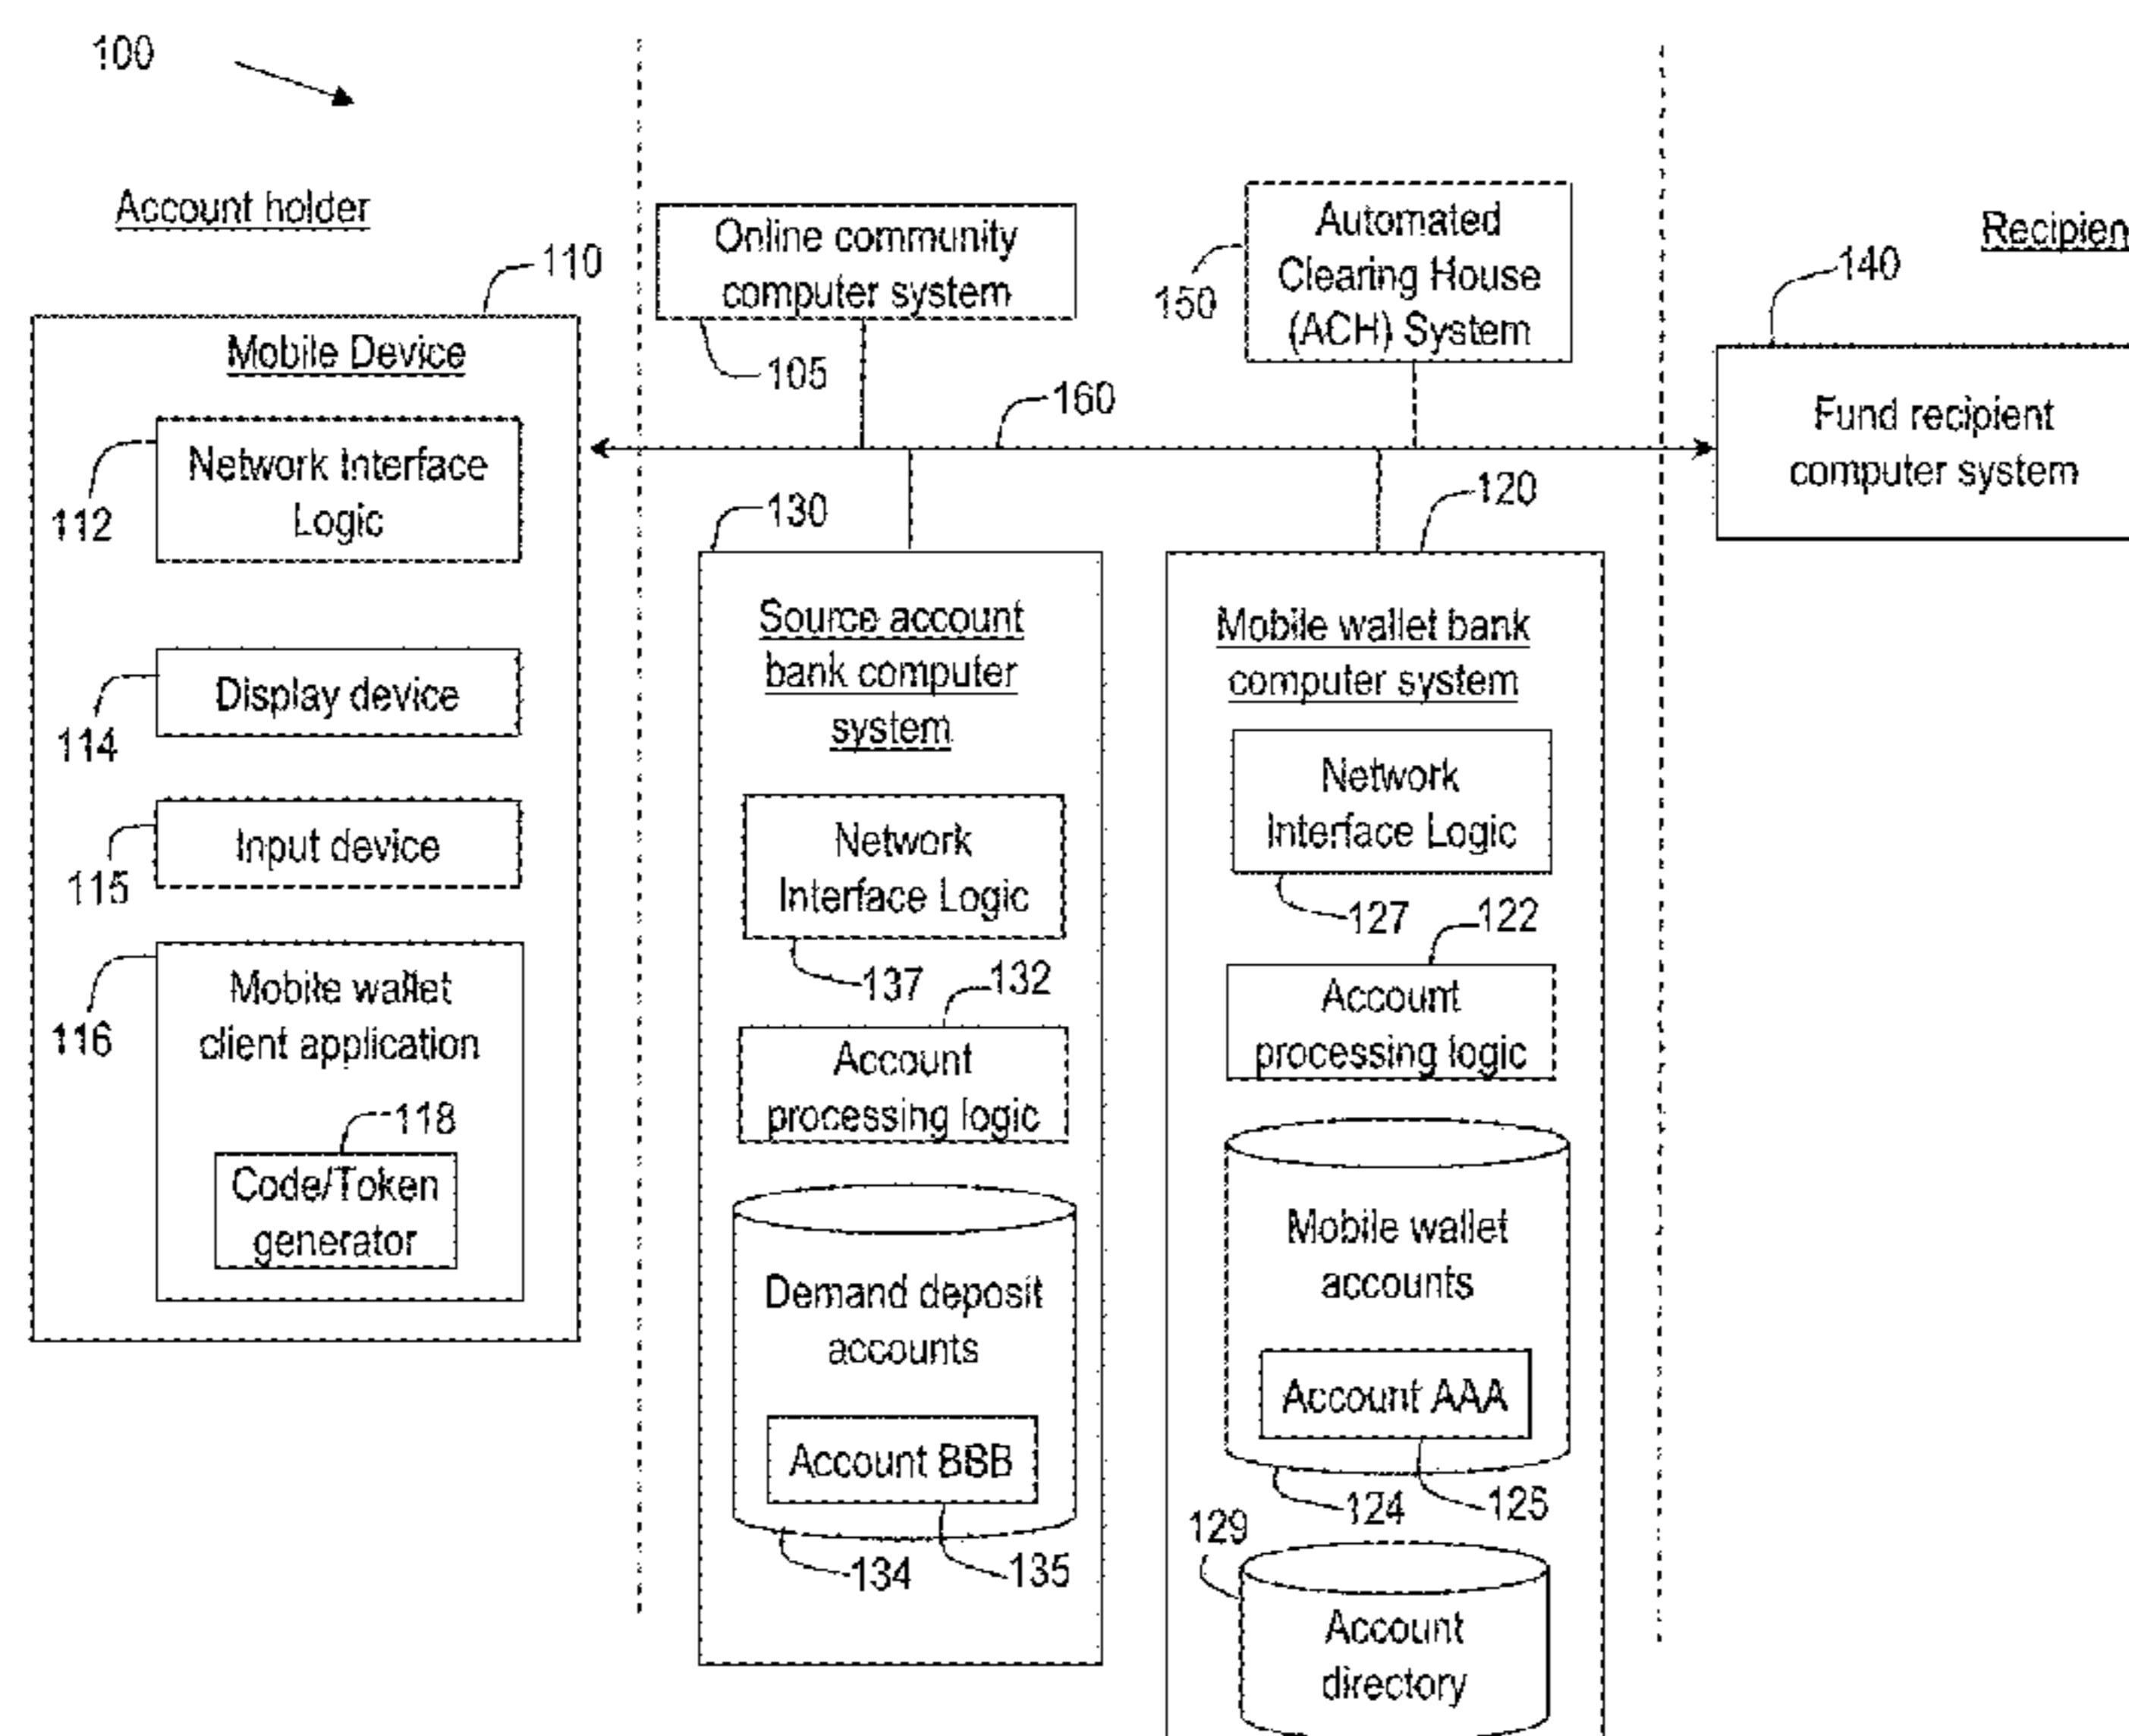 100
Account holder
110
Mobile Device
112
Network Interface
Logic
114
Display device
115
Input device
116
Mobile wallet
client application
118
Code/Token
generator
Online community
computer system
105
150
Automated
Clearing House
(ACH) System
160
130
Source account
bank computer
system
Network
Interface Logic
137
132
Account
processing logic
Demand deposit
accounts
Account BBB
134
135
120
Mobile wallet bank
computer system
Network
Interface Logic
127
122
Account
processing logic
Mobile wallet
accounts
Account AAA
124
125
129
Account
directory
Recipien
140
Fund recipient
computer system